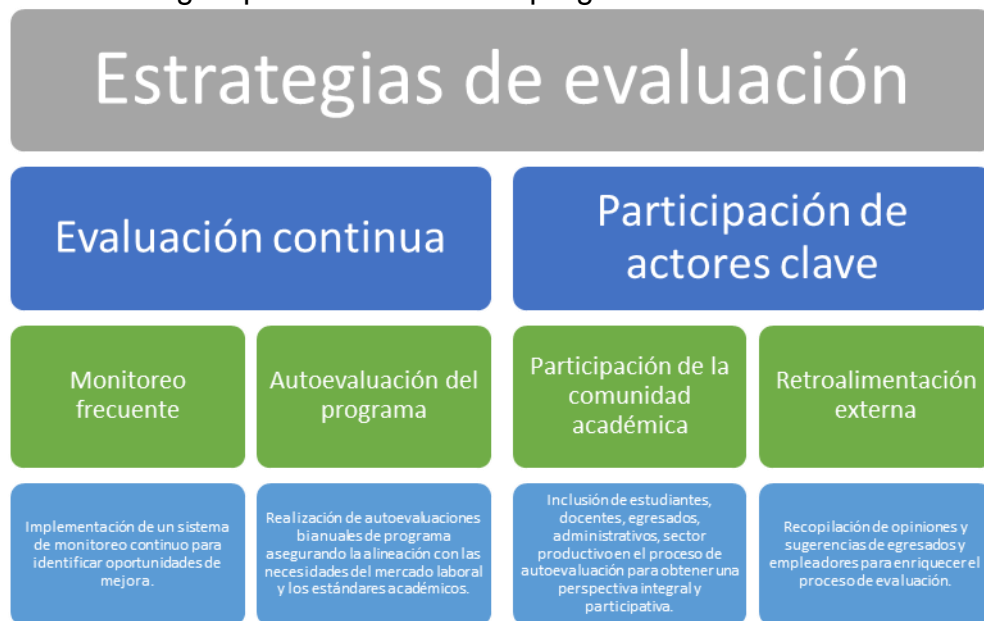 Estrategias de evaluación
Evaluación continua
Participación de
actores clave
Monitoreo
frecuente
Autoevaluación del
programa
Participación de la
comunidad
académica
Retroalimentación
externa
Implementación de un sistema
de monitoreo continuo para
identificar oportunidades de
mejora.
Realización de autoevaluaciones
bianuales de programa
asegurando la alineación con las
necesidades del mercado laboral
y los estándares académicos.
Inclusión de estudiantes,
docentes, egresados,
administrativos, sector
productivo en el proceso de
autoevaluación para obtener una
perspectiva integral y
participativa.
Recopilación de opiniones y
sugerencias de egresados y
empleadores para enriquecer el
proceso de evaluación.